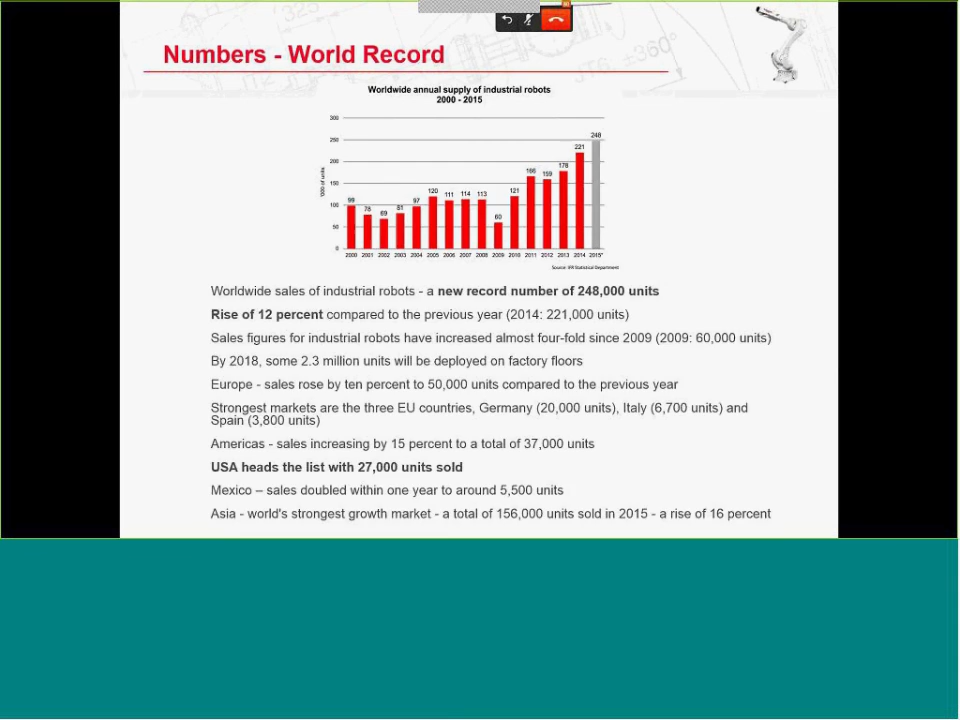 Numbers - World Record
±360°
JT6
Worldwide annual supply of industrial robots
2000 - 2015
'000 of units
300
250
200
150
100
50
0
99
78
69
81
97
120
111
114
113
60
121
166
159
178
221
248
2000 2001 2002 2003 2004 2005 2006 2007 2008 2009 2010 2011 2012 2013 2014 2015*
Source: IFR Statistical Department
Worldwide sales of industrial robots - a new record number of 248,000 units
Rise of 12 percent compared to the previous year (2014: 221,000 units)
Sales figures for industrial robots have increased almost four-fold since 2009 (2009: 60,000 units)
By 2018, some 2.3 million units will be deployed on factory floors
Europe - sales rose by ten percent to 50,000 units compared to the previous year
Strongest markets are the three EU countries, Germany (20,000 units), Italy (6,700 units) and
Spain (3,800 units)
Americas - sales increasing by 15 percent to a total of 37,000 units
USA heads the list with 27,000 units sold
Mexico – sales doubled within one year to around 5,500 units
Asia - world's strongest growth market - a total of 156,000 units sold in 2015 - a rise of 16 percent